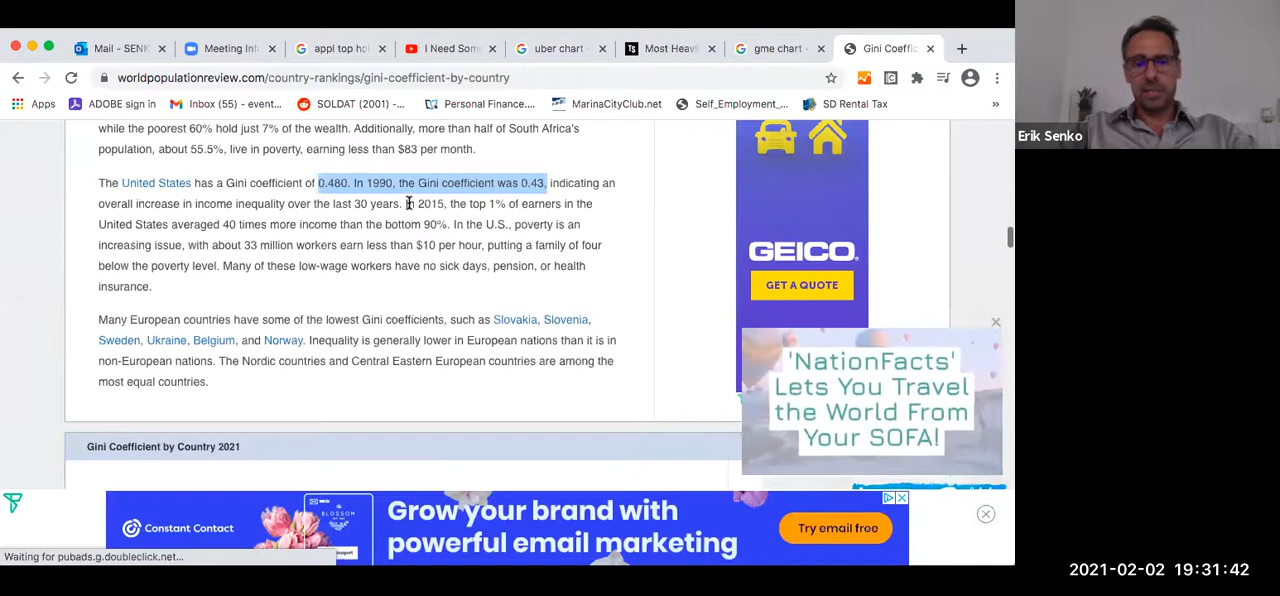 Mail - SENK
Meeting Inf
appl top ho
I Need Som
uber chart -
Most Heavil
gme chart -
Gini Coeffic
worldpopulationreview.com/country-rankings/gini-coefficient-by-country
Apps
ADOBE sign in
Inbox (55) - event...
SOLDAT (2001) -...
Personal Finance....
MarinaCityClub.net
Self_Employment_...
SD Rental Tax
»
while the poorest 60% hold just 7% of the wealth. Additionally, more than half of South Africa's
population, about 55.5%, live in poverty, earning less than $83 per month.
The United States has a Gini coefficient of 0.480. In 1990, the Gini coefficient was 0.43, indicating an
overall increase in income inequality over the last 30 years. In 2015, the top 1% of earners in the
United States averaged 40 times more income than the bottom 90%. In the U.S., poverty is an
increasing issue, with about 33 million workers earn less than $10 per hour, putting a family of four
below the poverty level. Many of these low-wage workers have no sick days, pension, or health
insurance.
Many European countries have some of the lowest Gini coefficients, such as Slovakia, Slovenia,
Sweden, Ukraine, Belgium, and Norway. Inequality is generally lower in European nations than it is in
non-European nations. The Nordic countries and Central Eastern European countries are among the
most equal countries.
Gini Coefficient by Country 2021
GEICO
GET A QUOTE
'NationFacts'
Lets You Travel
the World From
Your SOFA!
Constant Contact
BLOSSOM
Grow your brand with
powerful email marketing
Try email free
Waiting for pubads.g.doubleclick.net...
Erik Senko
2021-02-02 19:31:42